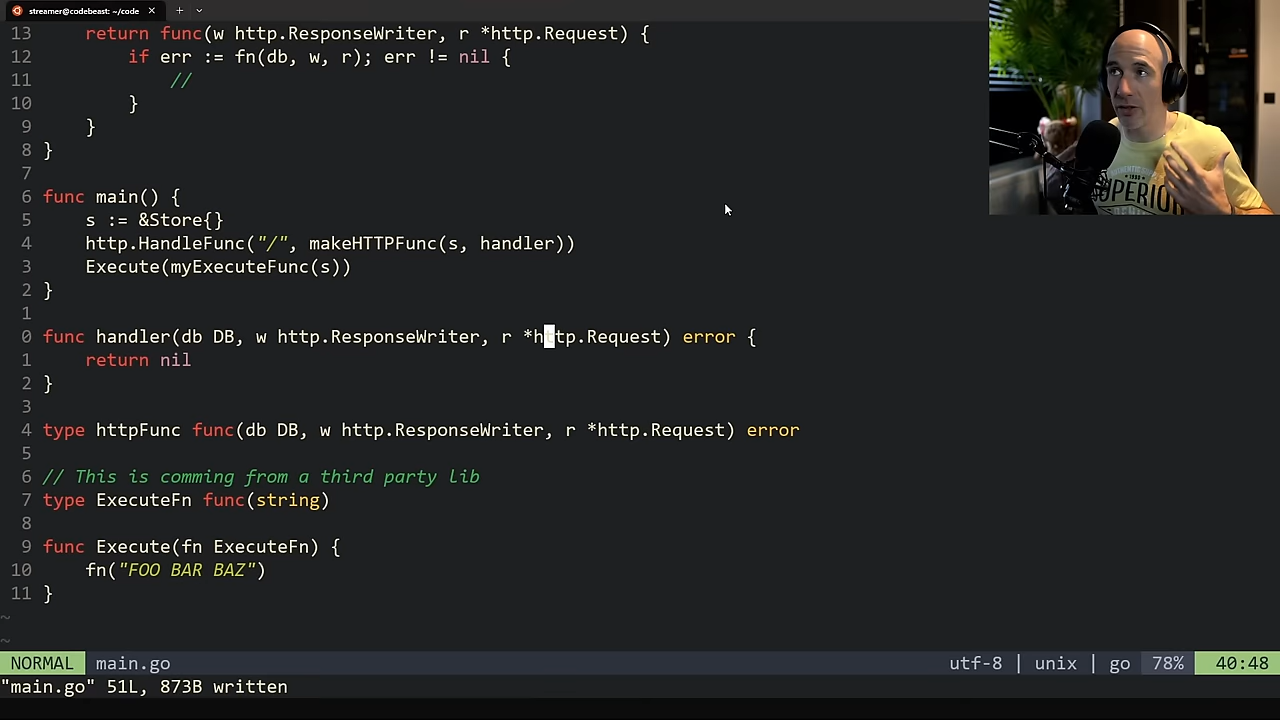 streamer@codebeast: ~/code
13 return func(w http.ResponseWriter, r *http.Request) {
12 if err := fn(db, w, r); err != nil {
11 //
10 }
9 }
8 }
7
6 func main() {
5 s := &Store{}
4 http.HandleFunc("/", makeHTTPFunc(s, handler))
3 Execute(myExecuteFunc(s))
2 }
1
0 func handler(db DB, w http.ResponseWriter, r *http.Request) error {
1 return nil
2 }
3
4 type httpFunc func(db DB, w http.ResponseWriter, r *http.Request) error
5
6 // This is comming from a third party lib
7 type ExecuteFn func(string)
8
9 func Execute(fn ExecuteFn) {
10 fn("FOO BAR BAZ")
11 }
~
~
NORMAL main.go utf-8 | unix | go 78% 40:48
"main.go" 51L, 873B written